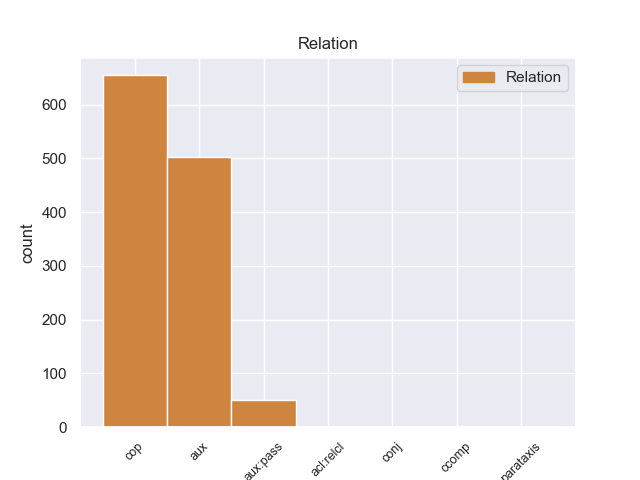 Relation
Relation
count
600
500
400
300
200
100
0
cop
aux
aux:pass
acl:relcl
conj
ccomp
parataxis